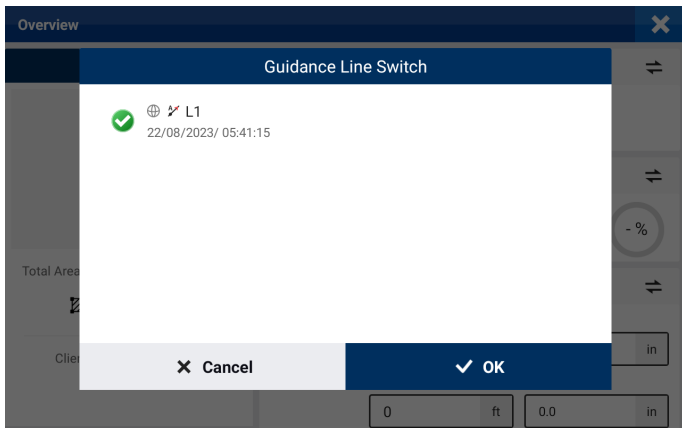 Overview
Guidance Line Switch
L1
22/08/2023/ 05:41:15
- %
Total Area
Clien
in
Cancel
OK
0 ft 0.0 in